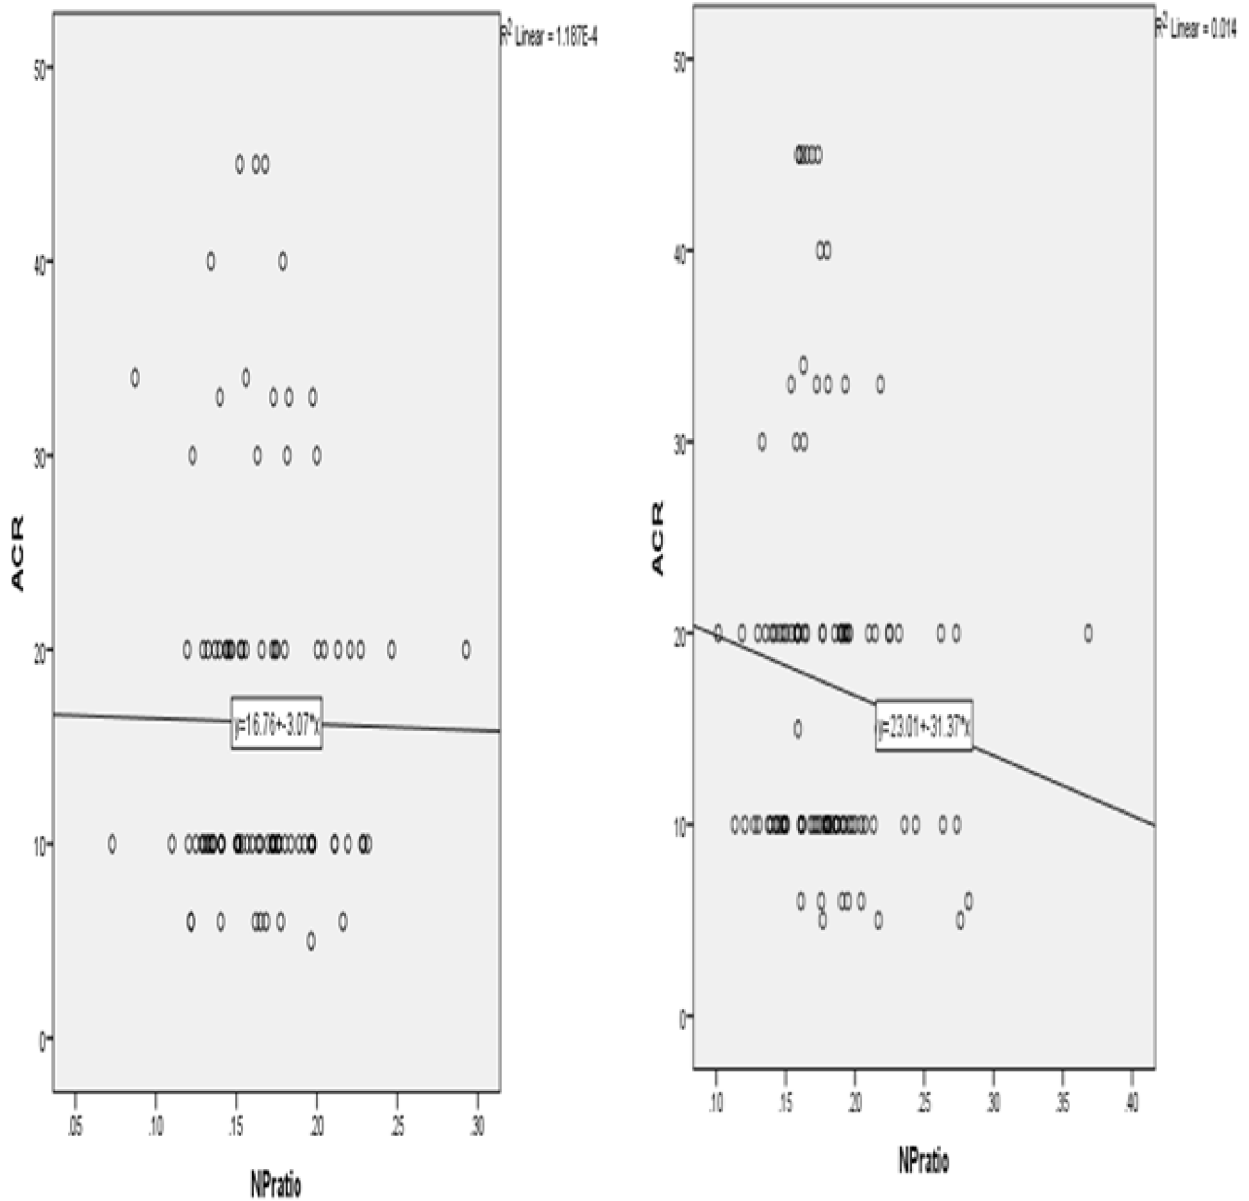 R² Linear = 1.187E-4
50
40
30
20
10
0
ACR
y=16.76+-3.07*x
.05 .10 .15 .20 .25 .30
NPratio
R² Linear = 0.014
50
40
30
20
10
0
ACR
y=23.01+-31.37*x
.10 .15 .20 .25 .30 .35 .40
NPratio